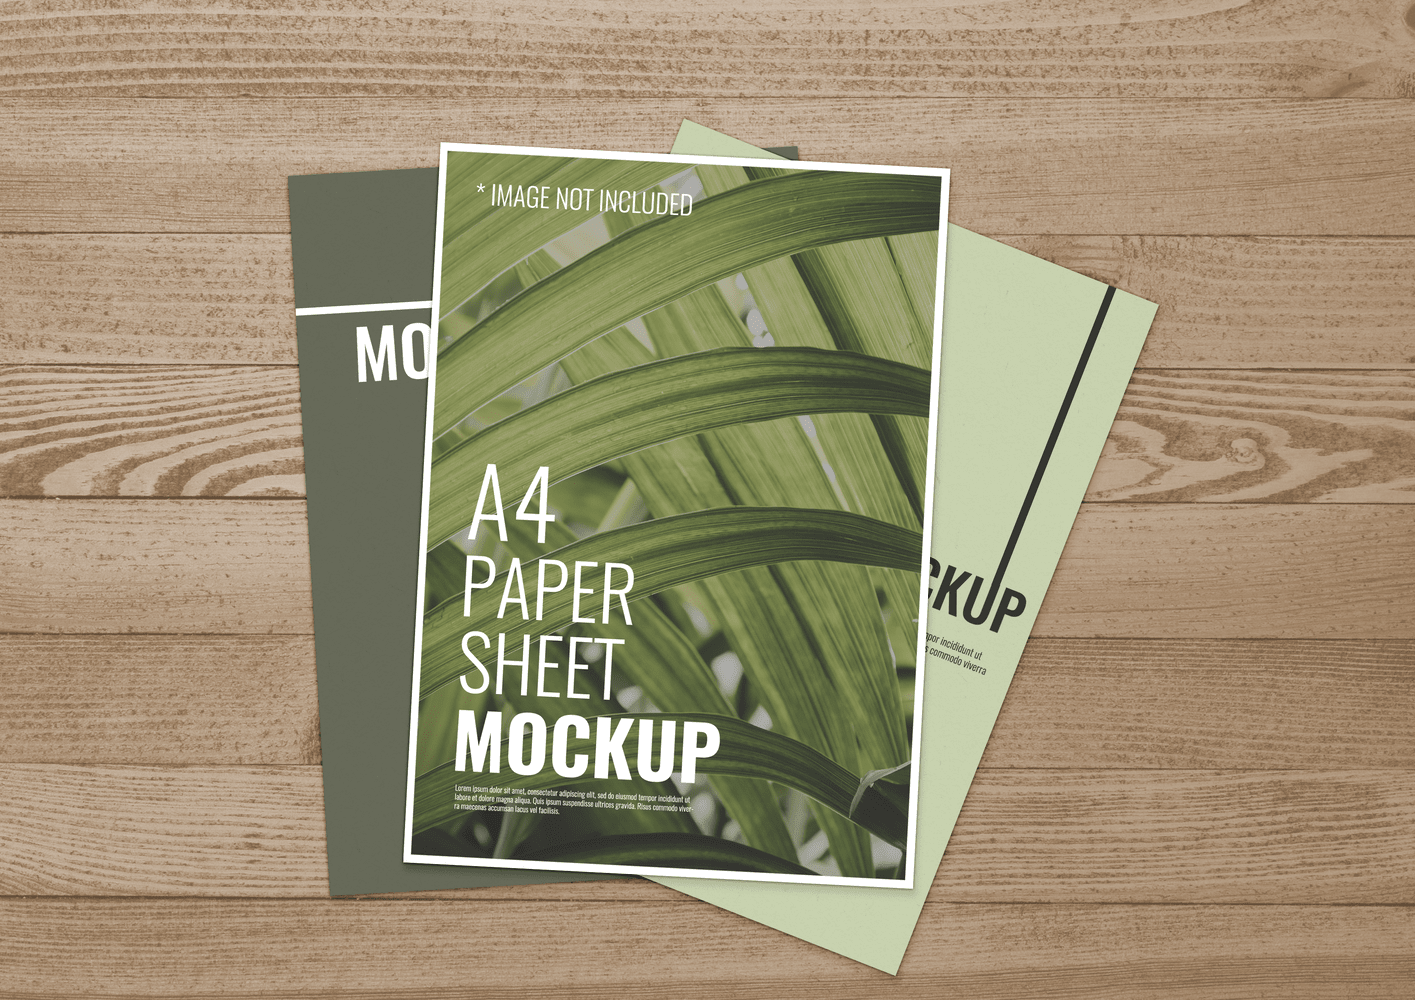 * IMAGE NOT INCLUDED
MO
A4
PAPER
SHEET
MOCKUP
Lorem ipsum dolor sit amet, consectetur adipiscing elit, sed do eiusmod tempor incididunt ut
labore et dolore magna aliqua. Quis ipsum suspendisse ultrices gravida. Risus commodo viver-
ra maecenas accumsan lacus vel facilisis.
CKUP
por incididunt ut
s commodo viverra